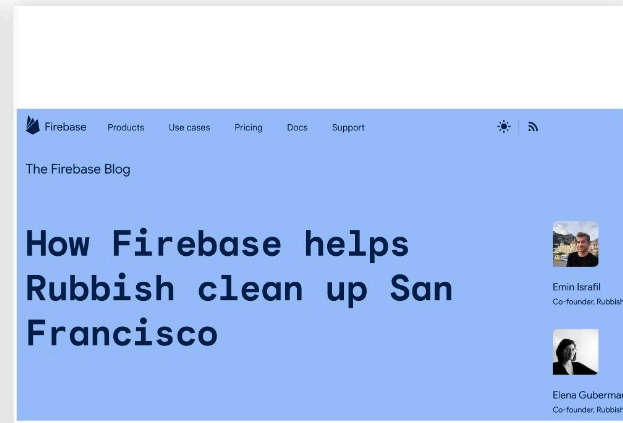 Firebase
Products
Use cases
Pricing
Docs
Support
The Firebase Blog
How Firebase helps
Rubbish clean up San
Francisco
Emin Israfil
Co-founder, Rubbish
Elena Guberman
Co-founder, Rubbish